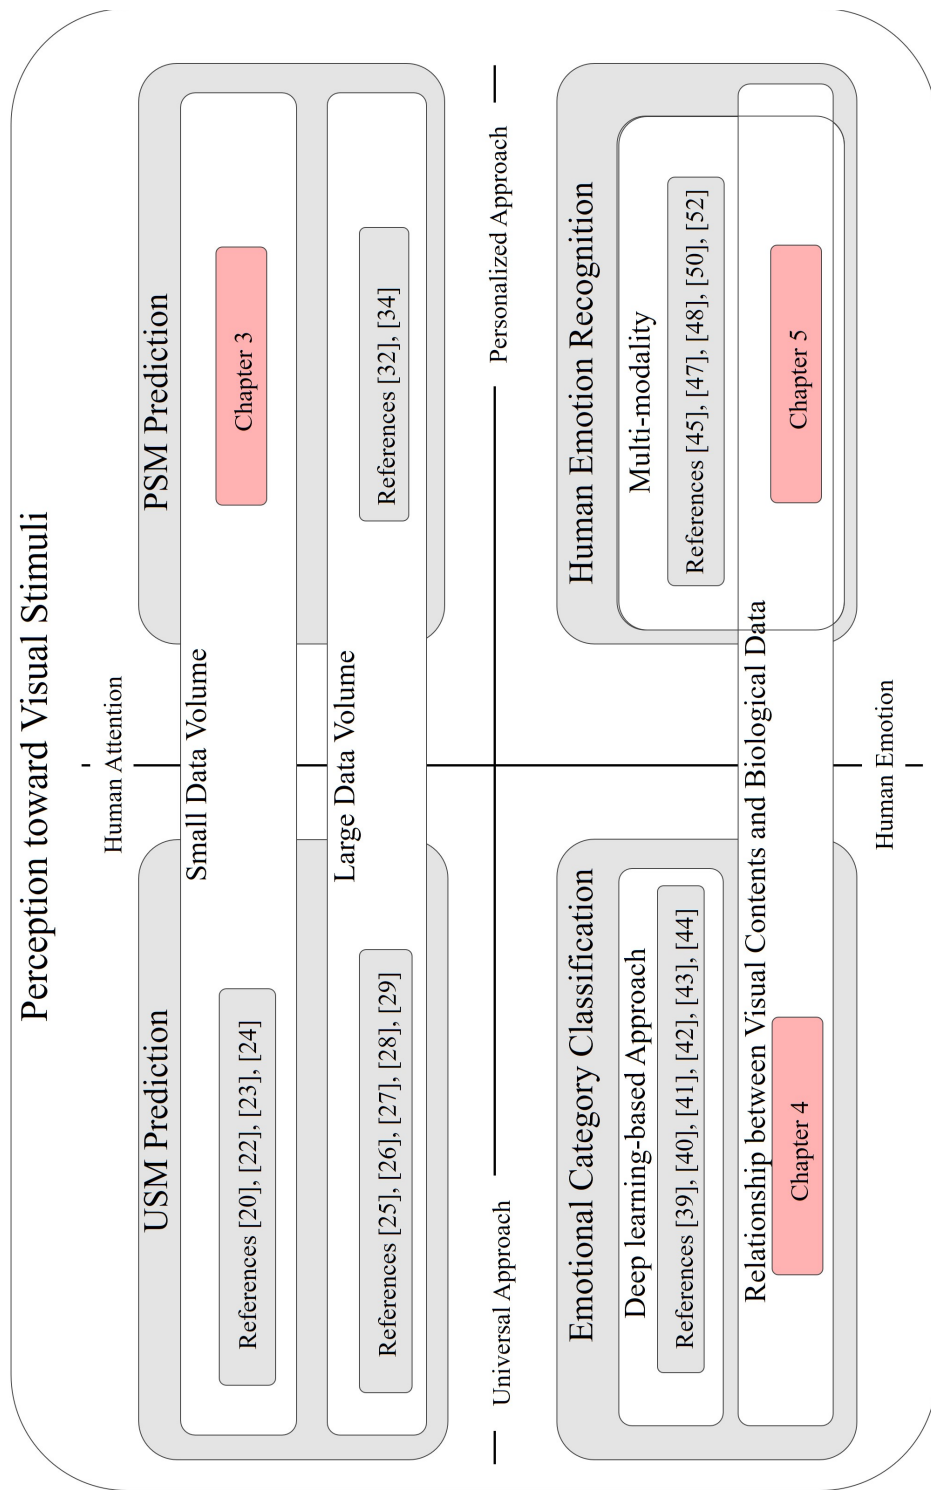 Perception toward Visual Stimuli
Human Attention
USM Prediction
PSM Prediction
Small Data Volume
References [20], [22], [23], [24]
Chapter 3
Large Data Volume
References [25], [26], [27], [28], [29]
References [32], [34]
Universal Approach
Personalized Approach
Emotional Category Classification
Human Emotion Recognition
Deep learning-based Approach
Multi-modality
References [39], [40], [41], [42], [43], [44]
References [45], [47], [48], [50], [52]
Relationship between Visual Contents and Biological Data
Chapter 4
Chapter 5
Human Emotion